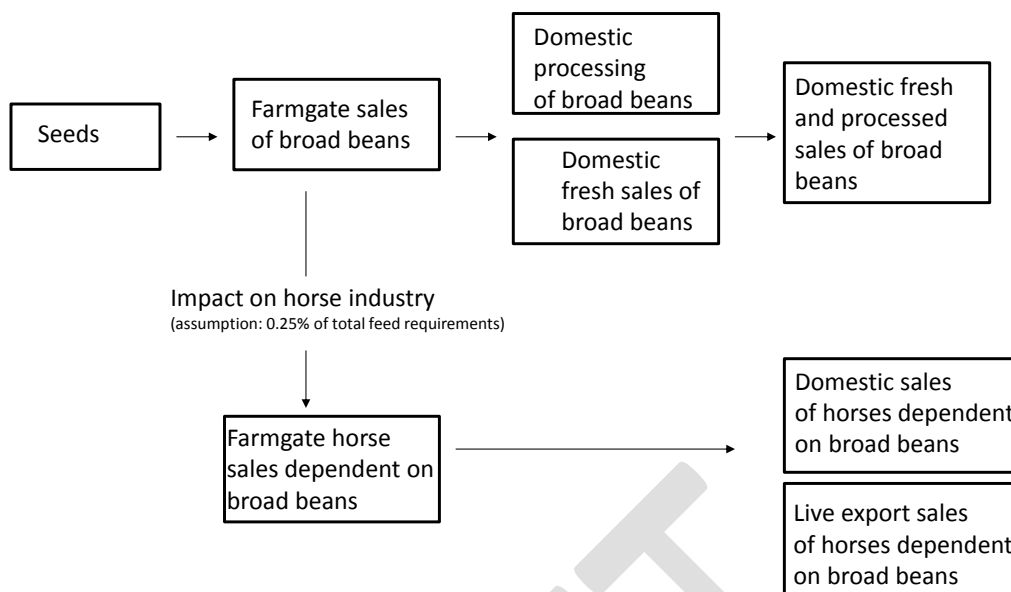 Seeds
Farmgate sales
of broad beans
Domestic
processing
of broad beans
Domestic
fresh sales of
broad beans
Domestic fresh
and processed
sales of broad
beans
Impact on horse industry
(assumption: 0.25% of total feed requirements)
Farmgate horse
sales dependent on
broad beans
Domestic sales
of horses dependent
on broad beans
Live export sales
of horses dependent
on broad beans